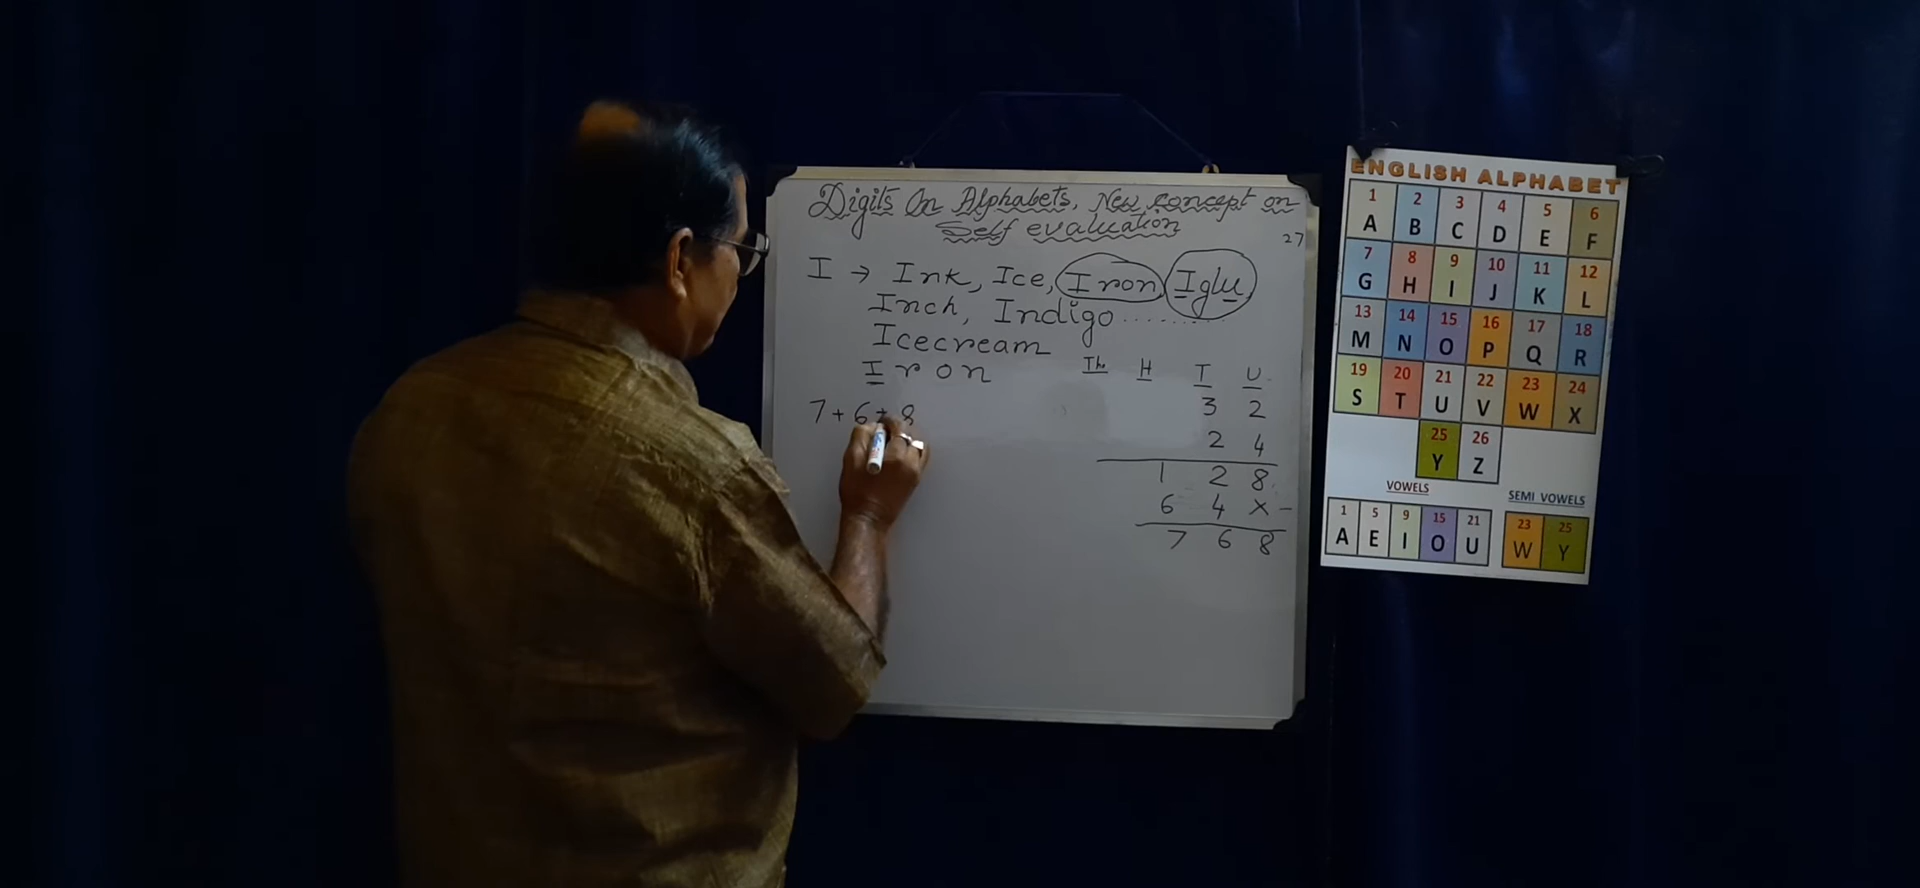 Digits On Alphabets, New concept on
Self evaluation
27
I → Ink, Ice, Iron Iglu
Inch, Indigo..........
Icecream
I r o n
Th H T U
7+6+8
3 2
2 4
1 2 8
6 4 X -
7 6 8
ENGLISH ALPHABET
1 2 3 4 5 6
A B C D E F
7 8 9 10 11 12
G H I J K L
13 14 15 16 17 18
M N O P Q R
19 20 21 22 23 24
S T U V W X
25 26
Y Z
VOWELS
SEMI VOWELS
1 5 9 15 21
A E I O U
23 25
W Y